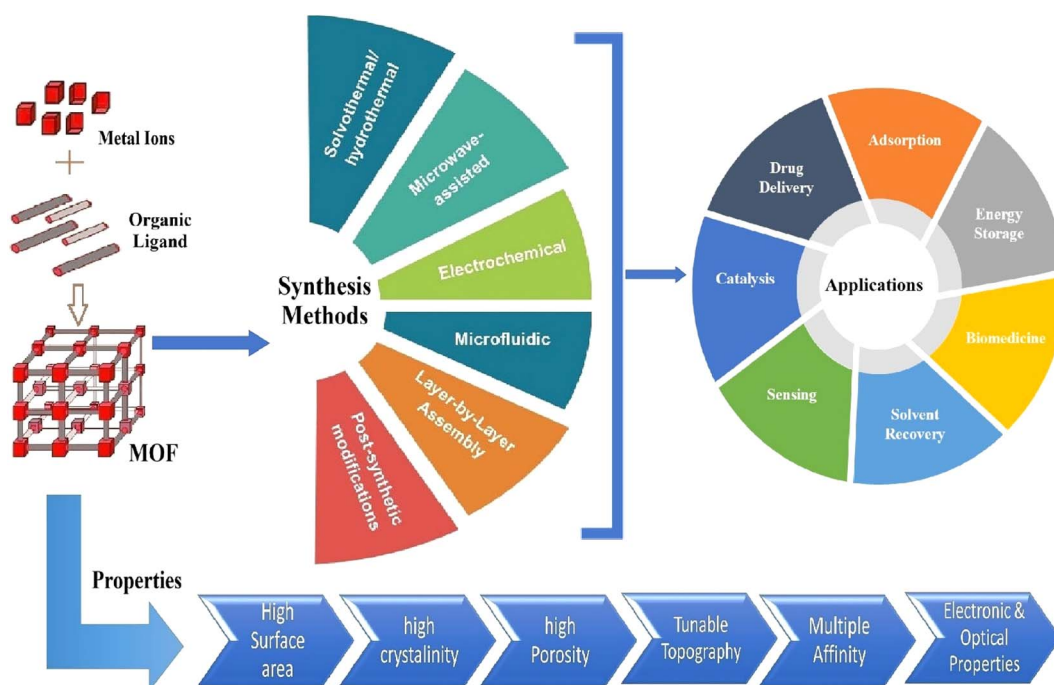 Metal Ions
Organic
Ligand
MOF
Synthesis
Methods
Solvothermal/
hydrothermal
Microwave-
assisted
Electrochemical
Microfluidic
Layer-by-Layer
Assembly
Post-synthetic
modifications
Applications
Adsorption
Energy
Storage
Biomedicine
Solvent
Recovery
Sensing
Catalysis
Drug
Delivery
Properties
High
Surface
area
high
crystalinity
high
Porosity
Tunable
Topography
Multiple
Affinity
Electronic &
Optical
Properties